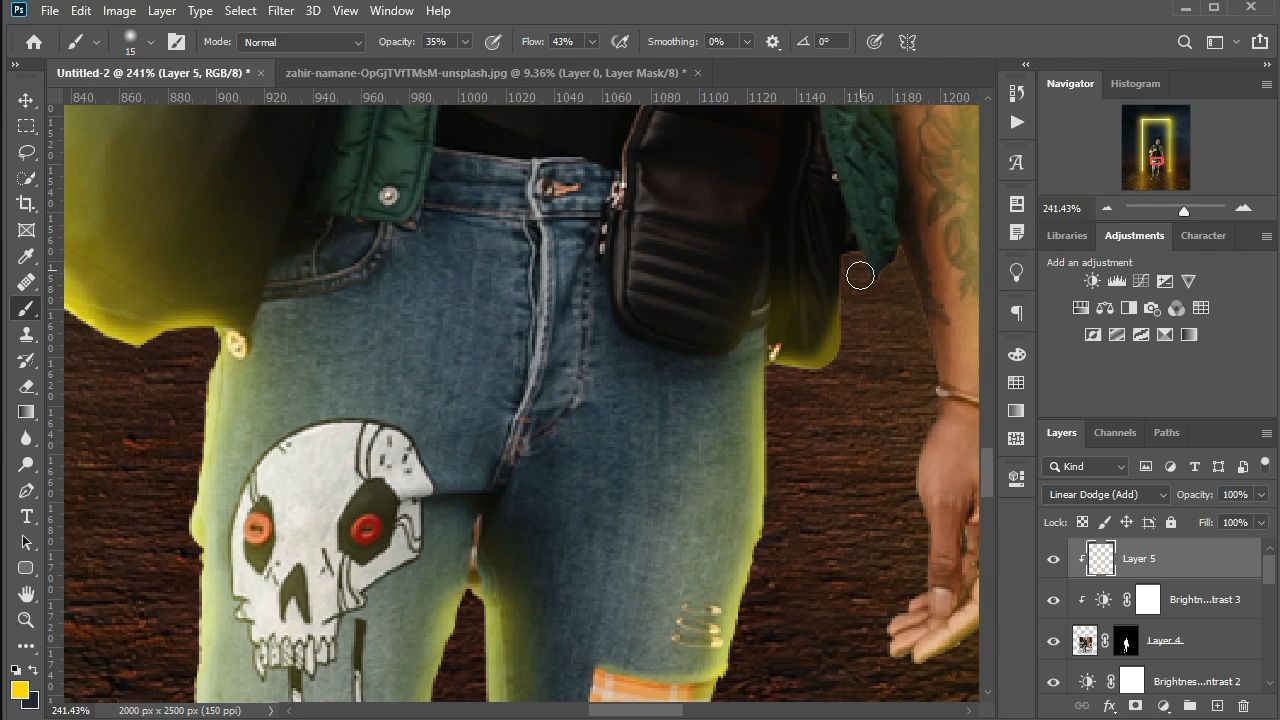 Ps File Edit Image Layer Type Select Filter 3D View Window Help
15 Mode: Normal Opacity: 35% Flow: 43% Smoothing: 0% 0°
Untitled-2 @ 241% (Layer 5, RGB/8) * × zahir-namane-OpGjTVfTMsM-unsplash.jpg @ 9.36% (Layer 0, Layer Mask/8) * ×
840 860 880 900 920 940 960 980 1000 1020 1040 1060 1080 1100 1120 1140 1160 1180 1200
Navigator Histogram
241.43%
Libraries Adjustments Character
Add an adjustment
Layers Channels Paths
Kind
Linear Dodge (Add) Opacity: 100%
Lock: Fill: 100%
Layer 5
Brightn...trast 3
Layer 4
Brightnes...ntrast 2
241.43% 2000 px x 2500 px (150 ppi)